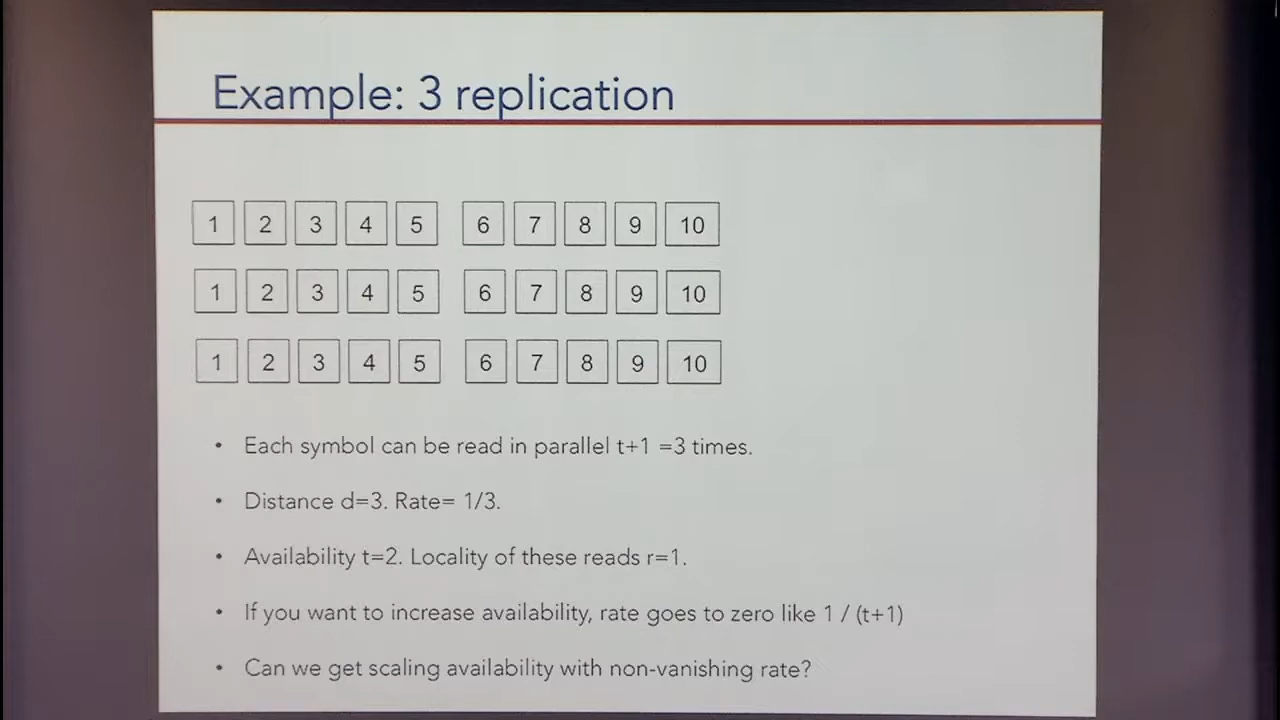 Example: 3 replication
1 2 3 4 5 6 7 8 9 10
1 2 3 4 5 6 7 8 9 10
1 2 3 4 5 6 7 8 9 10
• Each symbol can be read in parallel t+1 =3 times.
• Distance d=3. Rate= 1/3.
• Availability t=2. Locality of these reads r=1.
• If you want to increase availability, rate goes to zero like 1 / (t+1)
• Can we get scaling availability with non-vanishing rate?